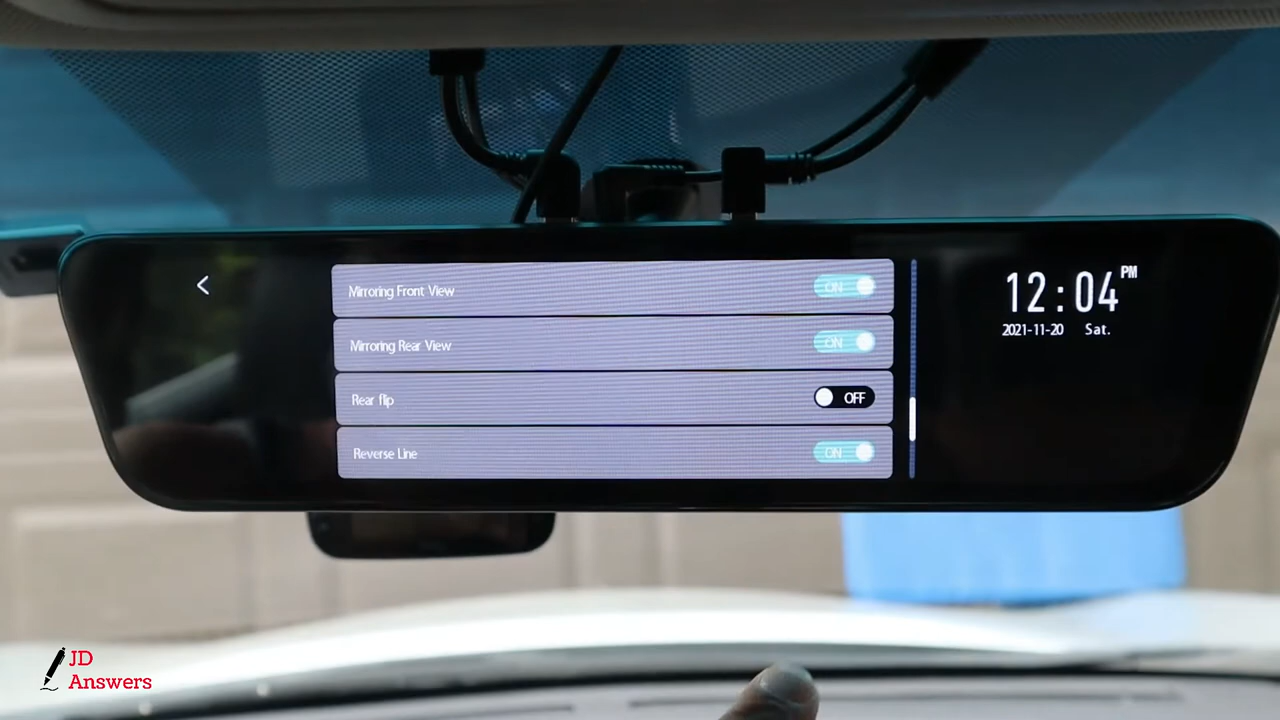 <
Mirroring Front View ON
Mirroring Rear View ON
Rear flip OFF
Reverse Line ON
12:04 PM
2021-11-20 Sat.
JD
Answers